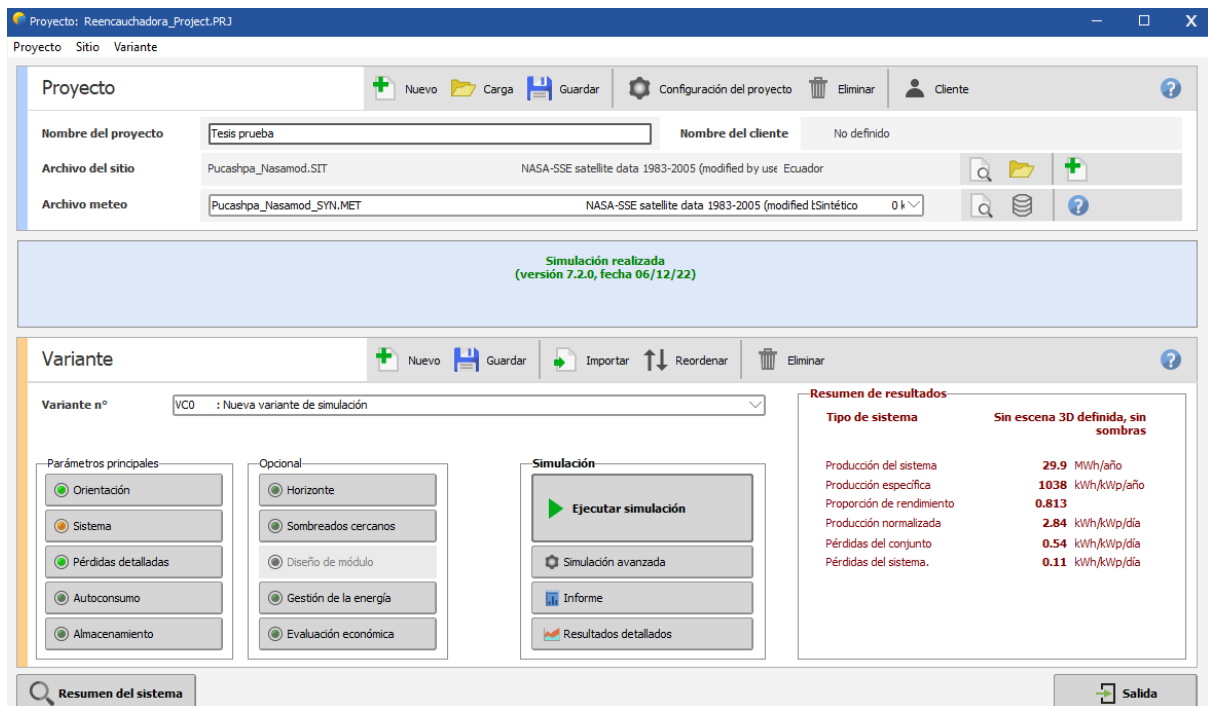 Proyecto: Reencauchadora_Project.PRJ
Proyecto Sitio Variante
Proyecto
Nuevo Carga Guardar Configuración del proyecto Eliminar Cliente
Nombre del proyecto Tesis prueba Nombre del cliente No definido
Archivo del sitio Pucashpa_Nasamod.SIT NASA-SSE satellite data 1983-2005 (modified by use Ecuador
Archivo meteo Pucashpa_Nasamod_SYN.MET NASA-SSE satellite data 1983-2005 (modified bSintético 0 k
Simulación realizada
(versión 7.2.0, fecha 06/12/22)
Variante
Nuevo Guardar Importar Reordenar Eliminar
Variante n° VC0 : Nueva variante de simulación
Parámetros principales
Orientación
Sistema
Pérdidas detalladas
Autoconsumo
Almacenamiento
Opcional
Horizonte
Sombreados cercanos
Diseño de módulo
Gestión de la energía
Evaluación económica
Simulación
Ejecutar simulación
Simulación avanzada
Informe
Resultados detallados
Resumen de resultados
Tipo de sistema Sin escena 3D definida, sin
sombras
Producción del sistema 29.9 MWh/año
Producción específica 1038 kWh/kWp/año
Proporción de rendimiento 0.813
Producción normalizada 2.84 kWh/kWp/día
Pérdidas del conjunto 0.54 kWh/kWp/día
Pérdidas del sistema. 0.11 kWh/kWp/día
Resumen del sistema
Salida